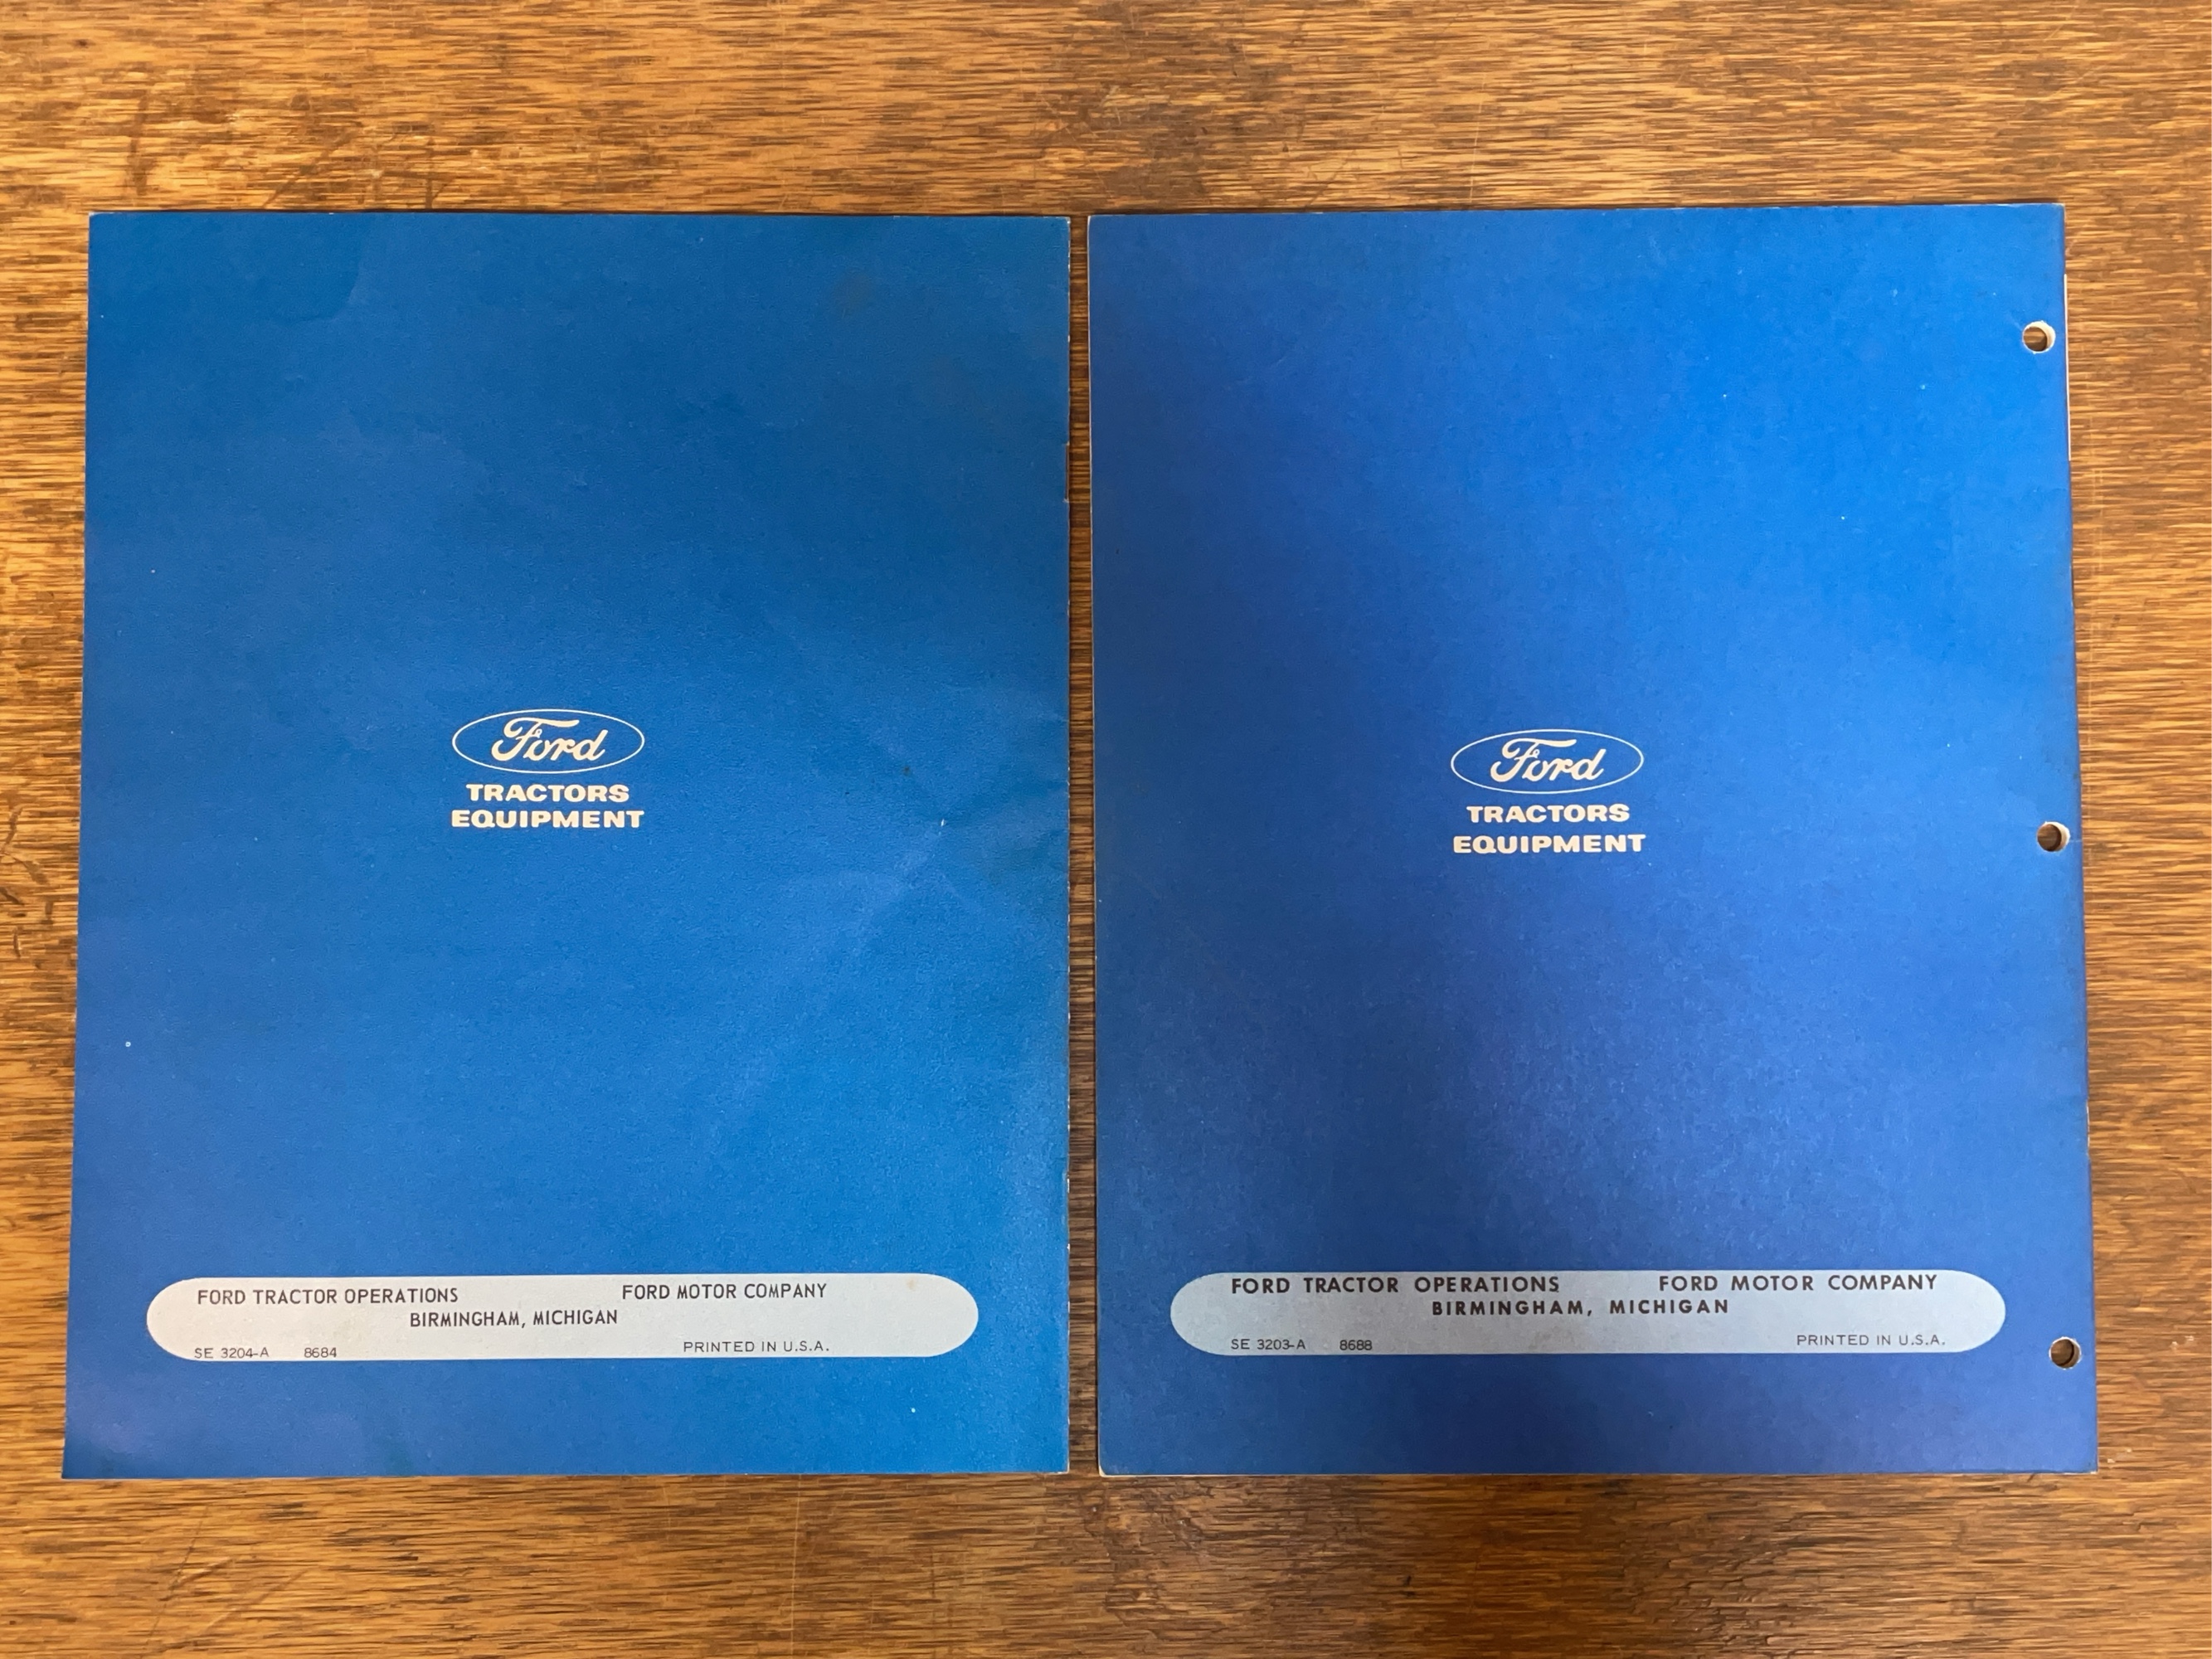 Ford
TRACTORS
EQUIPMENT
FORD TRACTOR OPERATIONS FORD MOTOR COMPANY
BIRMINGHAM, MICHIGAN
SE 3204-A 8684 PRINTED IN U.S.A.
Ford
TRACTORS
EQUIPMENT
FORD TRACTOR OPERATIONS FORD MOTOR COMPANY
BIRMINGHAM, MICHIGAN
SE 3203-A 8688 PRINTED IN U.S.A.